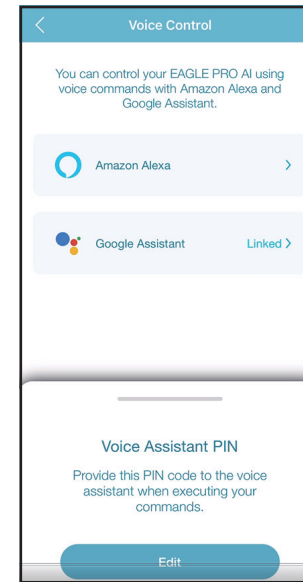 Voice Control
You can control your EAGLE PRO AI using
voice commands with Amazon Alexa and
Google Assistant.
Amazon Alexa
Google Assistant Linked
Voice Assistant PIN
Provide this PIN code to the voice
assistant when executing your
commands.
Edit